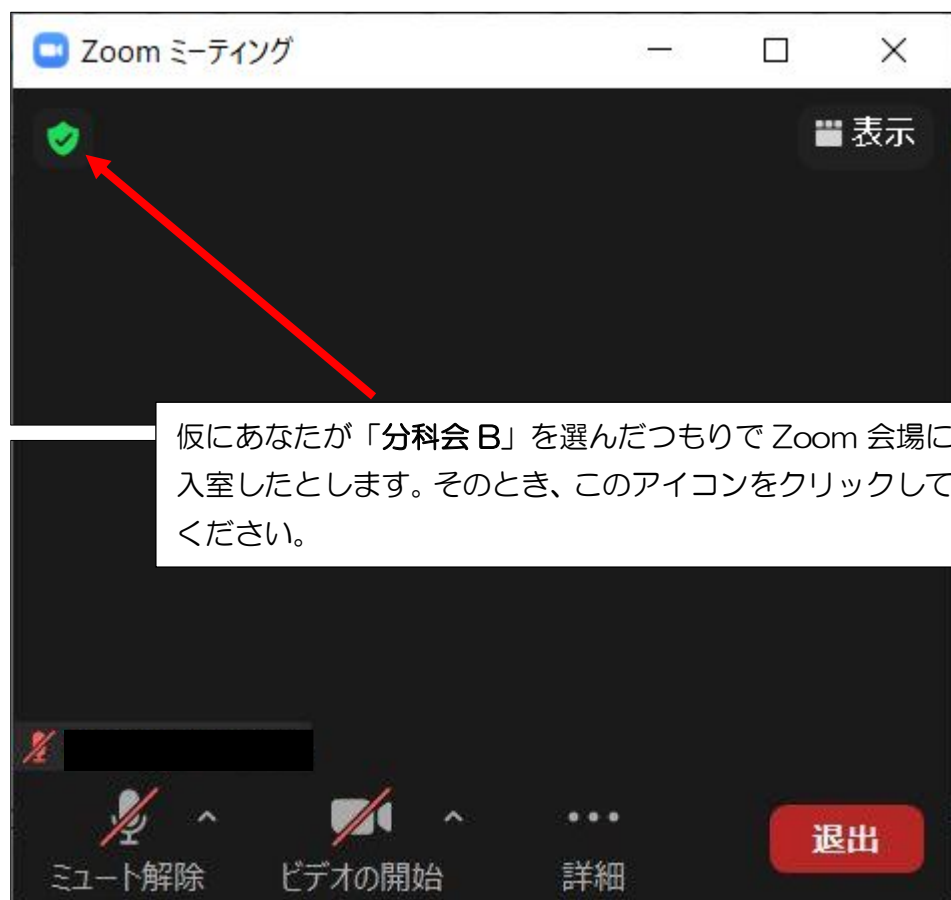 Zoom ミーティング
表示
仮にあなたが「分科会 B」を選んだつもりで Zoom 会場に
入室したとします。そのとき、このアイコンをクリックして
ください。
ミュート解除
ビデオの開始
詳細
退出